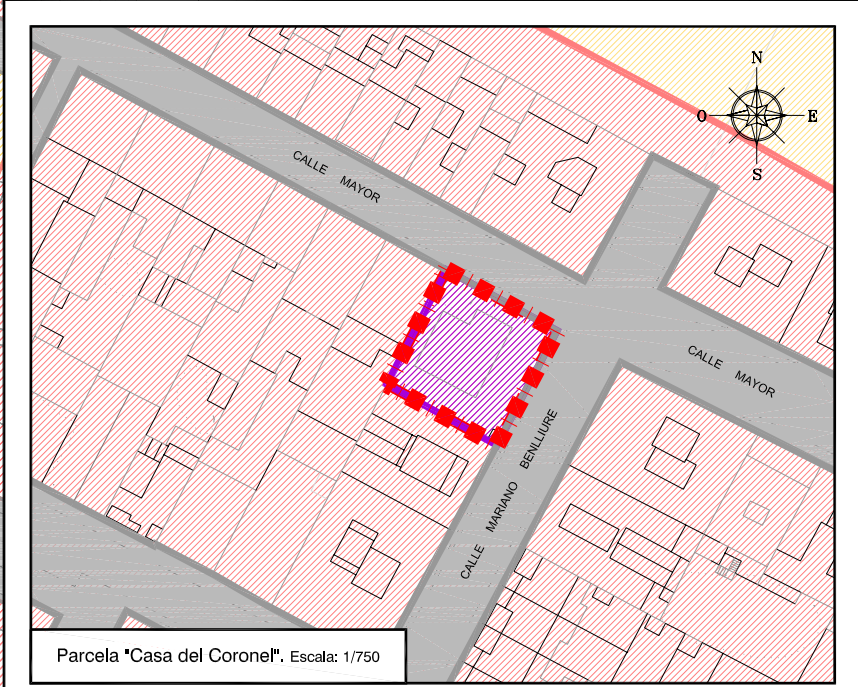 N
O E
S
CALLE MAYOR
CALLE MAYOR
CALLE MARIANO BENLLIURE
Parcela "Casa del Coronel". Escala: 1/750